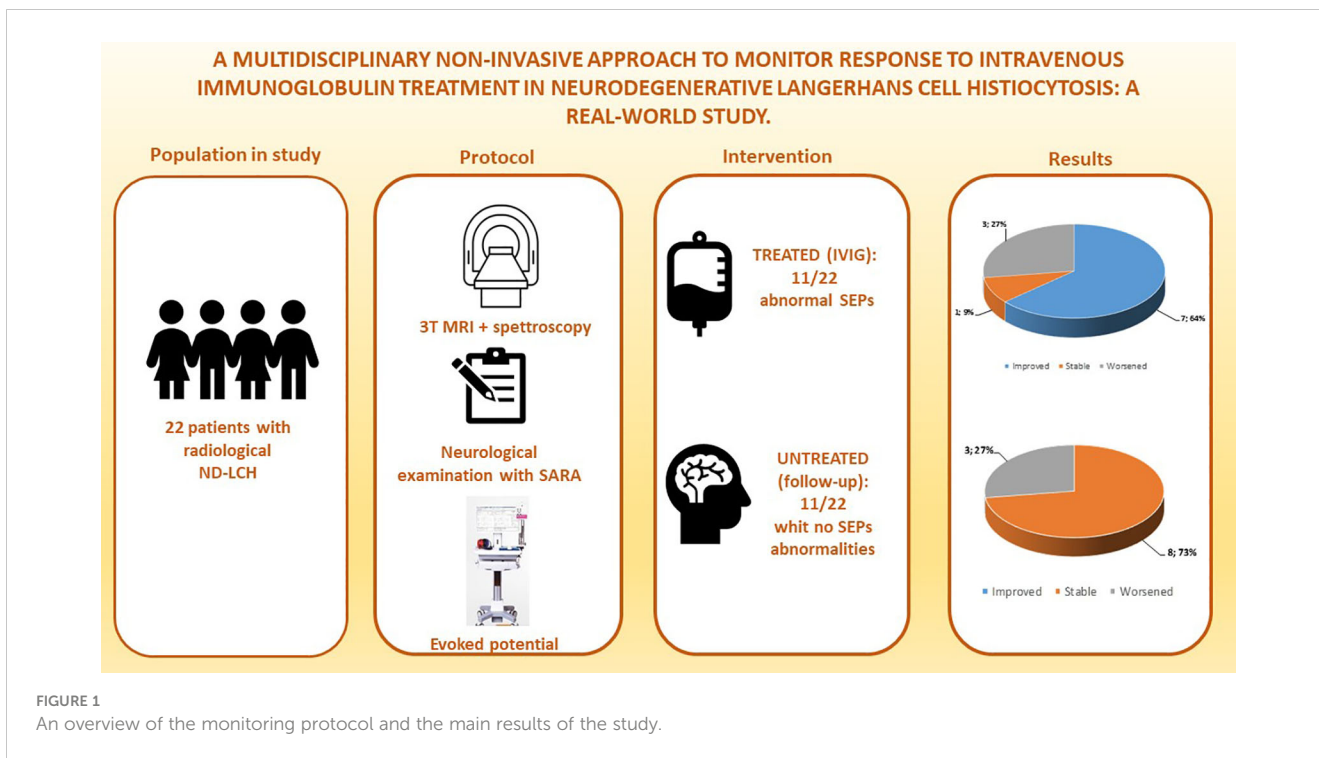 A MULTIDISCIPLINARY NON-INVASIVE APPROACH TO MONITOR RESPONSE TO INTRAVENOUS
IMMUNOGLOBULIN TREATMENT IN NEURODEGENERATIVE LANGERHANS CELL HISTIOCYTOSIS: A
REAL-WORLD STUDY.
Population in study
22 patients with
radiological
ND-LCH
Protocol
3T MRI + spettroscopy
Neurological
examination with SARA
Evoked potential
Intervention
TREATED (IVIG):
11/22
abnormal SEPs
UNTREATED
(follow-up):
11/22
whit no SEPs
abnormalities
Results
3; 27%
1; 9%
7; 64%
Improved Stable Worsened
3; 27%
8; 73%
Improved Stable Worsened
FIGURE 1
An overview of the monitoring protocol and the main results of the study.